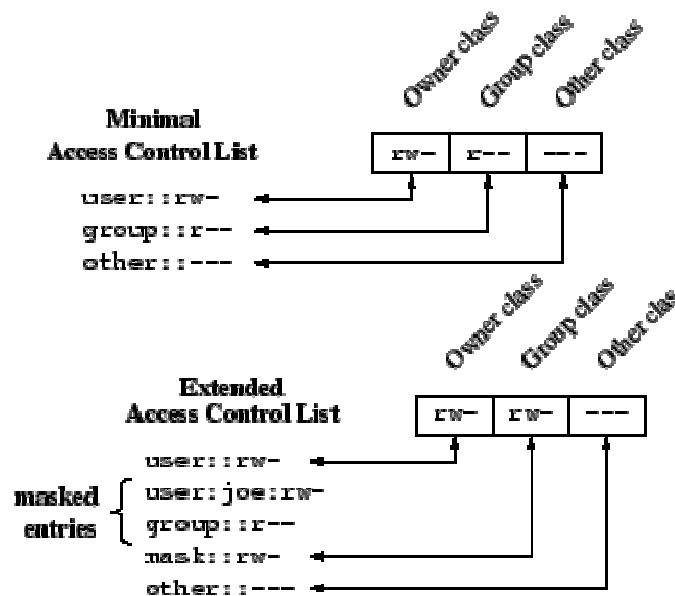 Owner class
Group class
Other class
Minimal
Access Control List
rw- r-- ---
user::rw-
group::r--
other::---
Owner class
Group class
Other clas
Extended
Access Control List
rw- rw- ---
user::rw-
masked
entries
user:joe:rw-
group::r--
mask::rw-
other::---